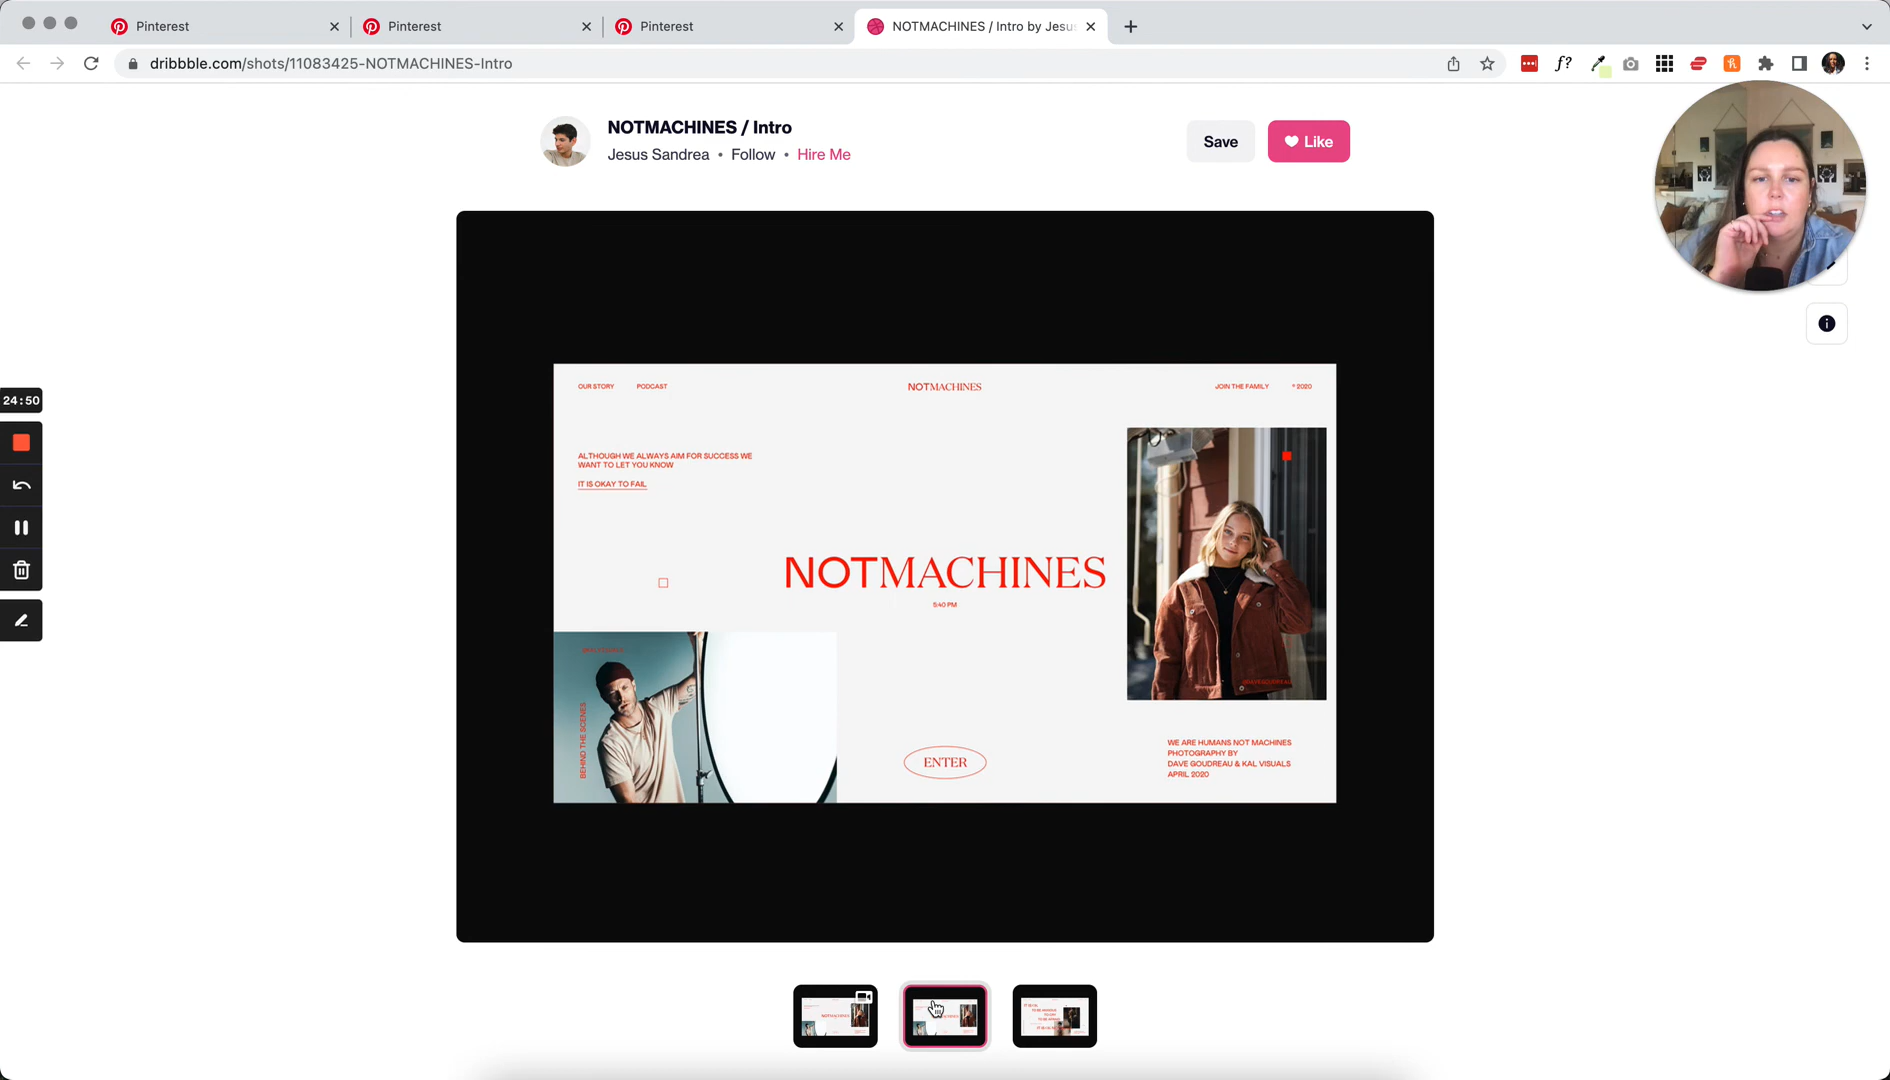 Pinterest
Pinterest
Pinterest
NOTMACHINES / Intro by Jesu
dribbble.com/shots/11083425-NOTMACHINES-Intro
f?
NOTMACHINES / Intro
Jesus Sandrea • Follow • Hire Me
Save
Like
24:50
OUR STORY
PODCAST
NOTMACHINES
JOIN THE FAMILY
° 2020
ALTHOUGH WE ALWAYS AIM FOR SUCCESS WE
WANT TO LET YOU KNOW
IT IS OKAY TO FAIL
NOTMACHINES
5:40 PM
BEHIND THE SCENES
ENTER
WE ARE HUMANS NOT MACHINES
PHOTOGRAPHY BY
DAVE GOUDREAU & KAL VISUALS
APRIL 2020